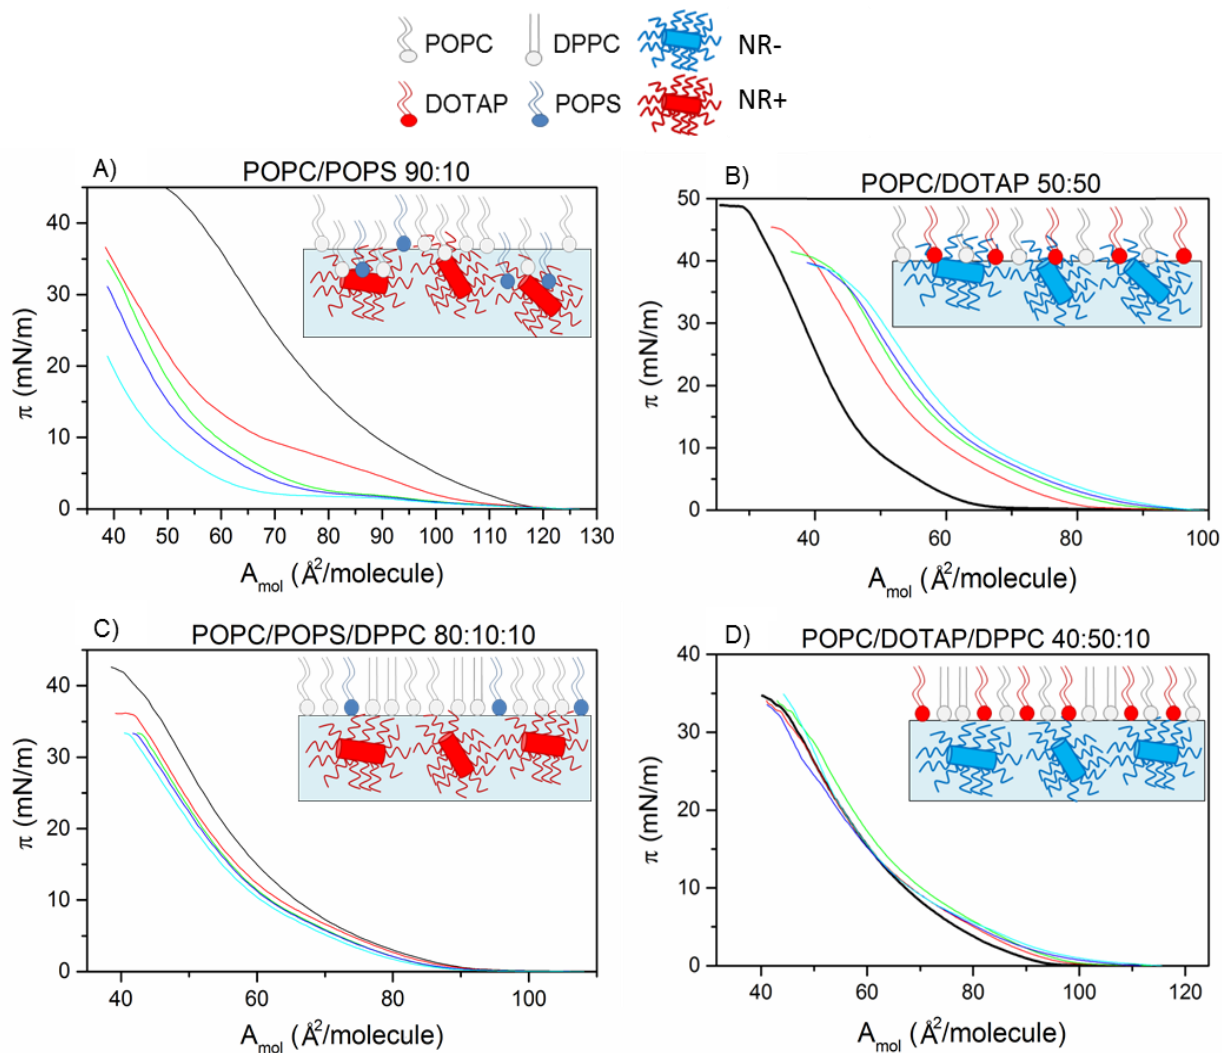 POPC DPPC NR-
DOTAP POPS NR+
A) POPC/POPS 90:10
40
30
20
10
0
π (mN/m)
40 50 60 70 80 90 100 110 120 130
A_mol (Å²/molecule)
B) POPC/DOTAP 50:50
50
40
30
20
10
0
π (mN/m)
40 60 80 100
A_mol (Å²/molecule)
C) POPC/POPS/DPPC 80:10:10
40
30
20
10
0
π (mN/m)
40 60 80 100
A_mol (Å²/molecule)
D) POPC/DOTAP/DPPC 40:50:10
40
30
20
10
0
π (mN/m)
40 60 80 100 120
A_mol (Å²/molecule)